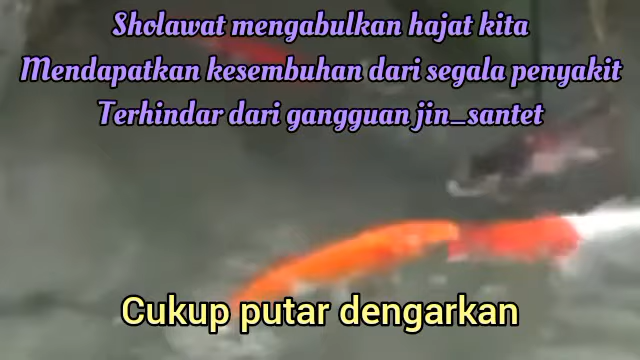 Sholawat mengabulkan hajat kita
Mendapatkan kesembuhan dari segala penyakit
Terhindar dari gangguan jin_santet
Cukup putar dengarkan